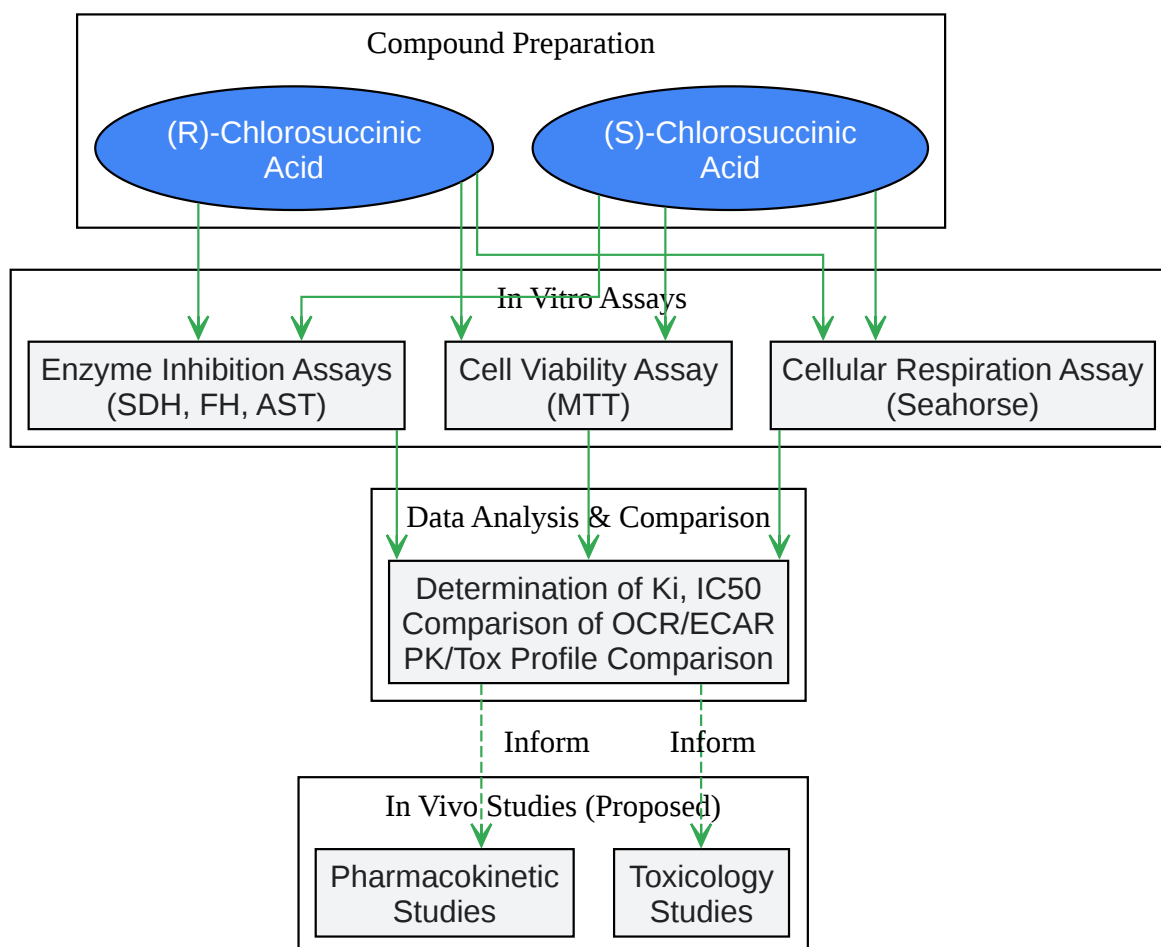 Compound Preparation
(R)-Chlorosuccinic
Acid
(S)-Chlorosuccinic
Acid
In Vitro Assays
Enzyme Inhibition Assays
(SDH, FH, AST)
Cell Viability Assay
(MTT)
Cellular Respiration Assay
(Seahorse)
Data Analysis & Comparison
Determination of Ki, IC50
Comparison of OCR/ECAR
PK/Tox Profile Comparison
Inform
Inform
In Vivo Studies (Proposed)
Pharmacokinetic
Studies
Toxicology
Studies